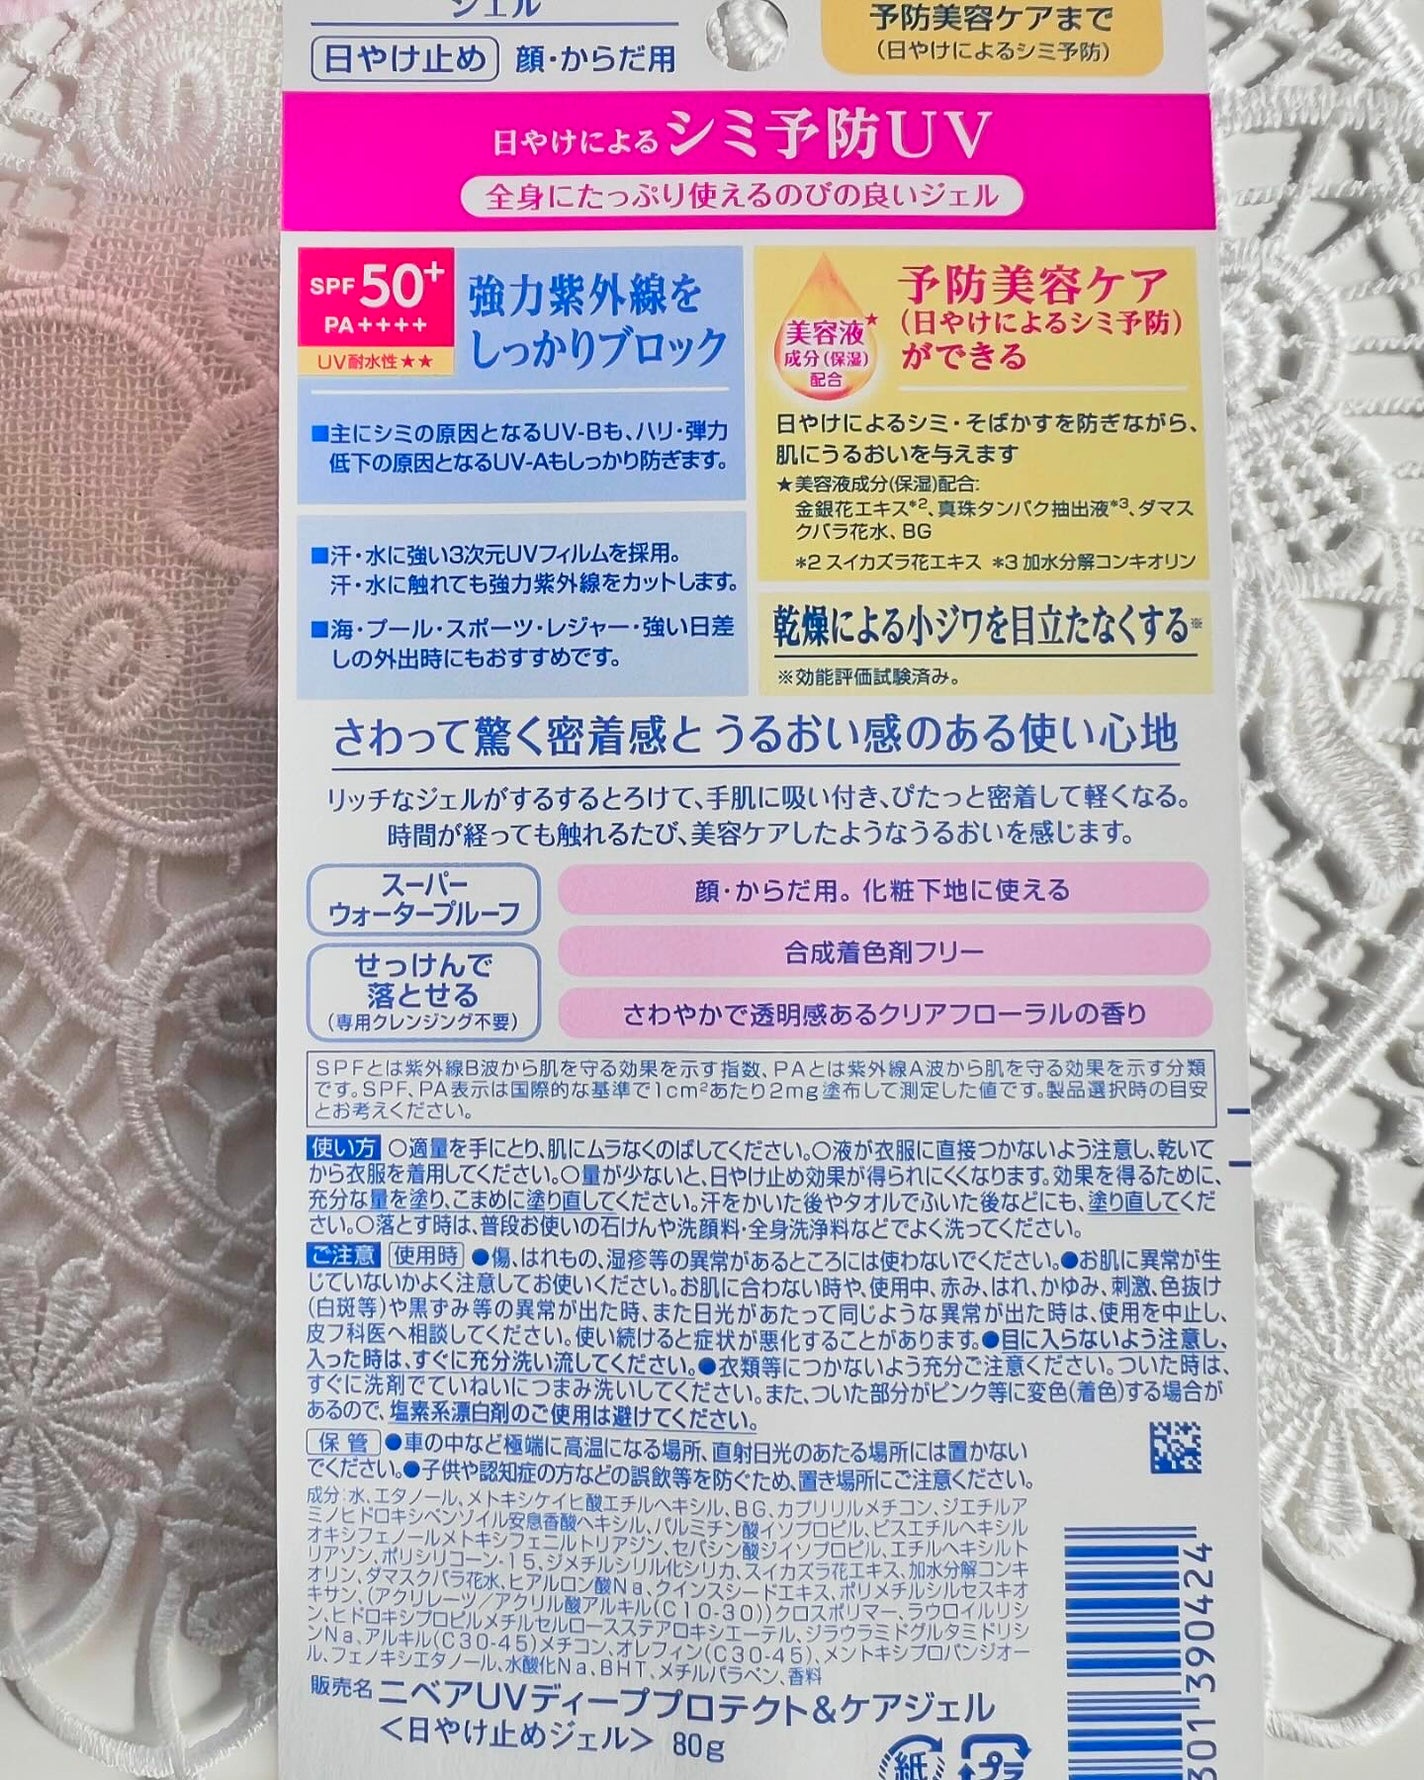 ジェル
日やけ止め 顔・からだ用
予防美容ケアまで
(日やけによるシミ予防)
日やけによるシミ予防UV
全身にたっぷり使えるのびの良いジェル
SPF50+
PA++++
UV耐水性★★
強力紫外線を
しっかりブロック
■主にシミの原因となるUV-Bも、ハリ・弾力
低下の原因となるUV-Aもしっかり防ぎます。
■汗・水に強い3次元UVフィルムを採用。
汗・水に触れても強力紫外線をカットします。
■海・プール・スポーツ・レジャー・強い日差
しの外出時にもおすすめです。
美容液★
成分(保湿)
配合
予防美容ケア
(日やけによるシミ予防)
ができる
日やけによるシミ・そばかすを防ぎながら、
肌にうるおいを与えます
★美容液成分(保湿)配合:
金銀花エキス*2、真珠タンパク抽出液*3、ダマス
クバラ花水、BG
*2 スイカズラ花エキス *3 加水分解コンキオリン
乾燥による小ジワを目立たなくする※
※効能評価試験済み。
さわって驚く密着感と うるおい感のある使い心地
リッチなジェルがするするとろけて、手肌に吸い付き、ぴたっと密着して軽くなる。
時間が経っても触れるたび、美容ケアしたようなうるおいを感じます。
スーパー
ウォータープルーフ
せっけんで
落とせる
(専用クレンジング不要)
顔・からだ用。化粧下地に使える
合成着色剤フリー
さわやかで透明感あるクリアフローラルの香り
SPFとは紫外線B波から肌を守る効果を示す指数、PAとは紫外線A波から肌を守る効果を示す分類
です。SPF、PA表示は国際的な基準で1cm²あたり2mg塗布して測定した値です。製品選択時の目安
とお考えください。
使い方 ○適量を手にとり、肌にムラなくのばしてください。○液が衣服に直接つかないよう注意し、乾いて
から衣服を着用してください。○量が少ないと、日やけ止め効果が得られにくくなります。効果を得るために、
充分な量を塗り、こまめに塗り直してください。汗をかいた後やタオルでふいた後などにも、塗り直してくだ
さい。○落とす時は、普段お使いの石けんや洗顔料・全身洗浄料などでよく洗ってください。
ご注意 使用時 ●傷、はれもの、湿疹等の異常があるところには使わないでください。●お肌に異常が生
じていないかよく注意してお使いください。お肌に合わない時や、使用中、赤み、はれ、かゆみ、刺激、色抜け
(白斑等)や黒ずみ等の異常が出た時、また日光があたって同じような異常が出た時は、使用を中止し、
皮フ科医へ相談してください。使い続けると症状が悪化することがあります。●目に入らないよう注意し、
入った時は、すぐに充分洗い流してください。●衣類等につかないよう充分ご注意ください。ついた時は、
すぐに洗剤でていねいにつまみ洗いしてください。また、ついた部分がピンク等に変色(着色)する場合が
あるので、塩素系漂白剤のご使用は避けてください。
保管 ●車の中など極端に高温になる場所、直射日光のあたる場所には置かない
でください。●子供や認知症の方などの誤飲等を防ぐため、置き場所にご注意ください。
成分:水、エタノール、メトキシケイヒ酸エチルヘキシル、BG、カプリリルメチコン、ジエチルア
ミノヒドロキシベンゾイル安息香酸ヘキシル、パルミチン酸イソプロピル、ビスエチルヘキシル
オキシフェノールメトキシフェニルトリアジン、セバシン酸ジイソプロピル、エチルヘキシルト
リアゾン、ポリシリコーン-15、ジメチルシリル化シリカ、スイカズラ花エキス、加水分解コンキ
オリン、ダマスクバラ花水、ヒアルロン酸Na、クインスシードエキス、ポリメチルシルセスキオ
キサン、(アクリレーツ/アクリル酸アルキル(C10-30))クロスポリマー、ラウロイルリシ
ン、ヒドロキシプロピルメチルセルロースステアロキシエーテル、ジラウラミドグルタミドリシ
ンNa、アルキル(C30-45)メチコン、オレフィン(C30-45)、メントキシプロパンジオー
ル、フェノキシエタノール、水酸化Na、BHT、メチルパラベン、香料
販売名 ニベアUVディーププロテクト&ケアジェル
<日やけ止めジェル> 80g
紙 プラ
301 390424